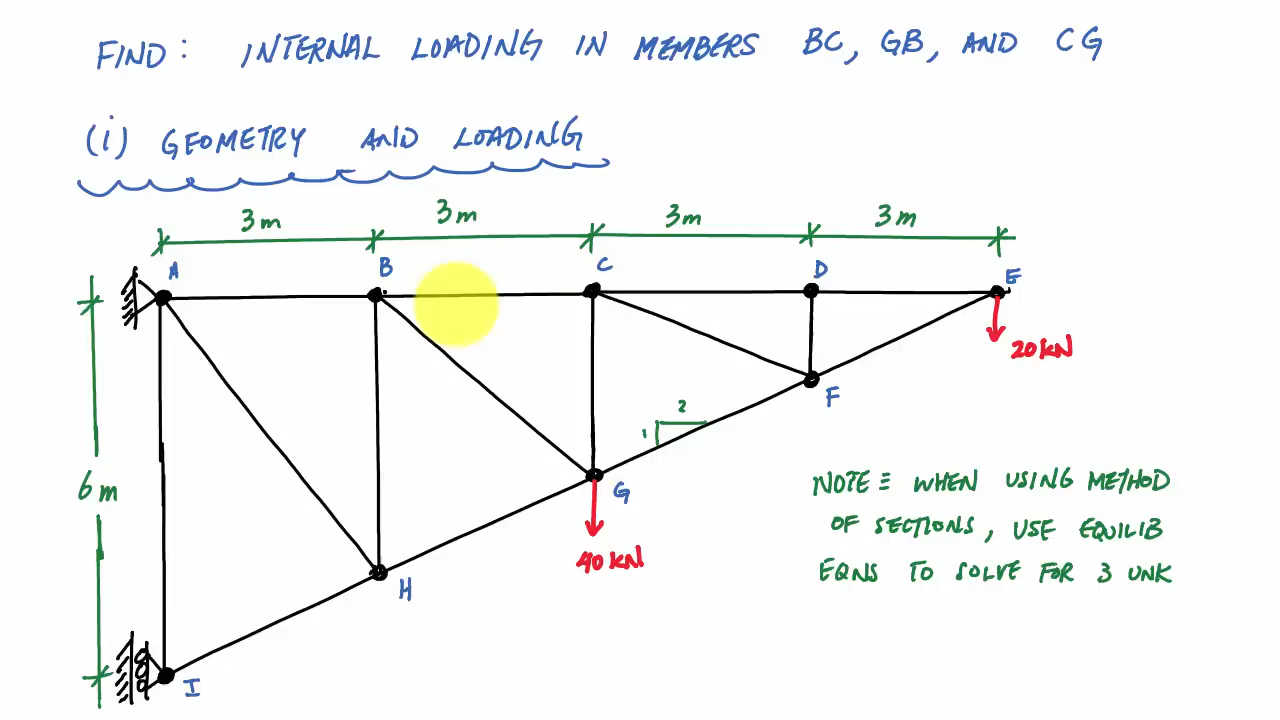 FIND: INTERNAL LOADING IN MEMBERS BC, GB, AND CG
(i) GEOMETRY AND LOADING
3m 3m 3m 3m
A B C D E
20KN
F
2
1
6m
G
40KN
H
I
NOTE = WHEN USING METHOD
OF SECTIONS, USE EQUILIB
EQNS TO SOLVE FOR 3 UNK